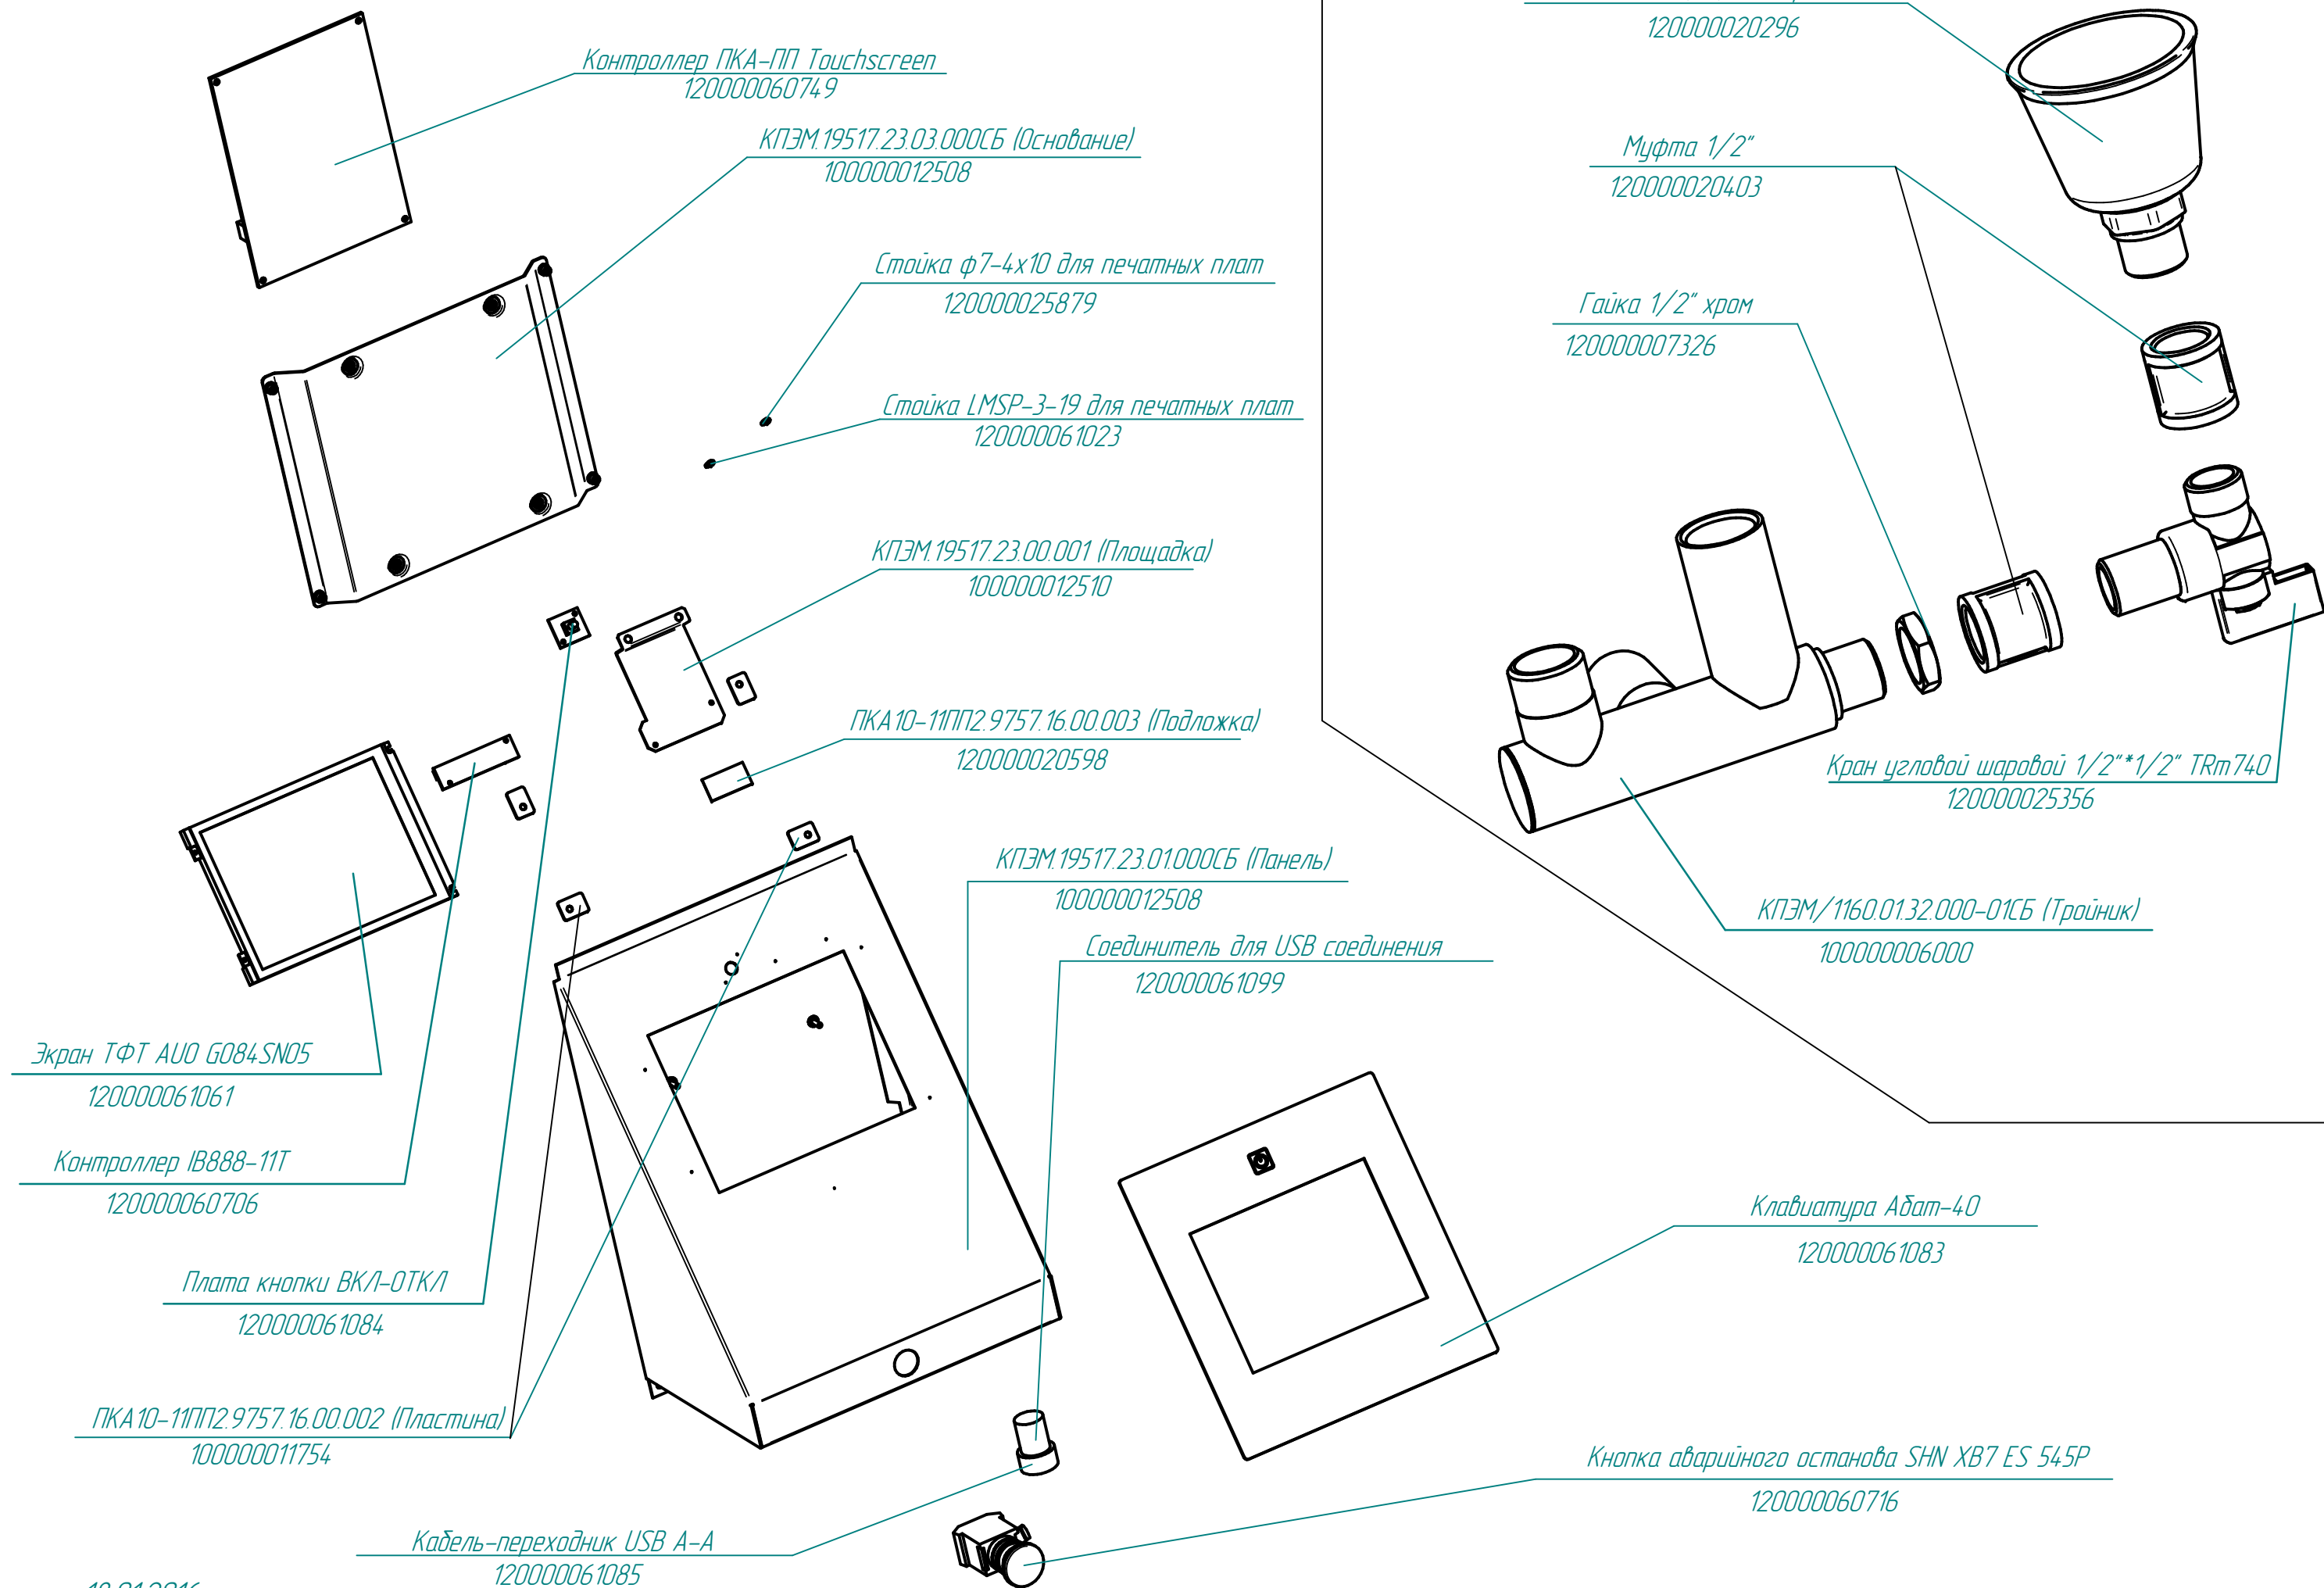 120000020296
Контроллер ПКА-ПП Touchscreen
120000060749
КПЭМ.19517.23.03.000СБ (Основание)
100000012508
Муфта 1/2"
120000020403
Стойка ф7-4х10 для печатных плат
120000025879
Гайка 1/2" хром
120000007326
Стойка LMSP-3-19 для печатных плат
120000061023
КПЭМ.19517.23.00.001 (Площадка)
100000012510
ПКА10-11ПП2.9757.16.00.003 (Подложка)
120000020598
Кран угловой шаровой 1/2"*1/2" TRm740
120000025356
КПЭМ.19517.23.01.000СБ (Панель)
100000012508
КПЭМ/1160.01.32.000-01СБ (Тройник)
100000006000
Соединитель для USB соединения
120000061099
Экран ТФТ AUO G084SN05
120000061061
Контроллер IB888-11T
120000060706
Клавиатура Абат-40
120000061083
Плата кнопки ВКЛ-ОТКЛ
120000061084
ПКА10-11ПП2.9757.16.00.002 (Пластина)
100000011754
Кнопка аварийного останова SHN XB7 ES 545P
120000060716
Кабель-переходник USB A-A
120000061085